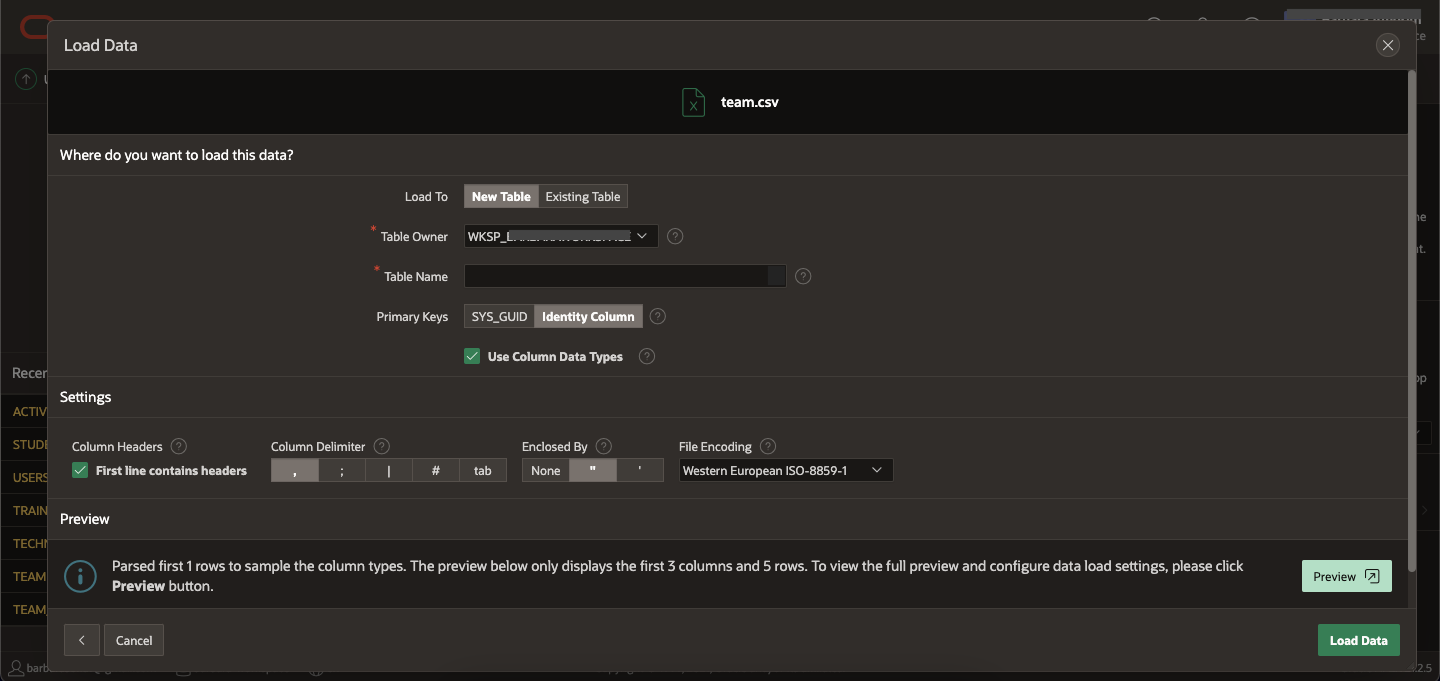 Load Data
team.csv
Where do you want to load this data?
Load To New Table Existing Table
* Table Owner WKSP_ ?
* Table Name ?
Primary Keys SYS_GUID Identity Column ?
Use Column Data Types ?
Settings
Column Headers ? Column Delimiter ? Enclosed By ? File Encoding ?
First line contains headers , ; | # tab None " ' Western European ISO-8859-1
Preview
Parsed first 1 rows to sample the column types. The preview below only displays the first 3 columns and 5 rows. To view the full preview and configure data load settings, please click
Preview button.
Preview
Cancel
Load Data
Recen
ACTIV
STUDE
USERS
TRAIN
TECHN
TEAM
TEAM_
barb
2.5